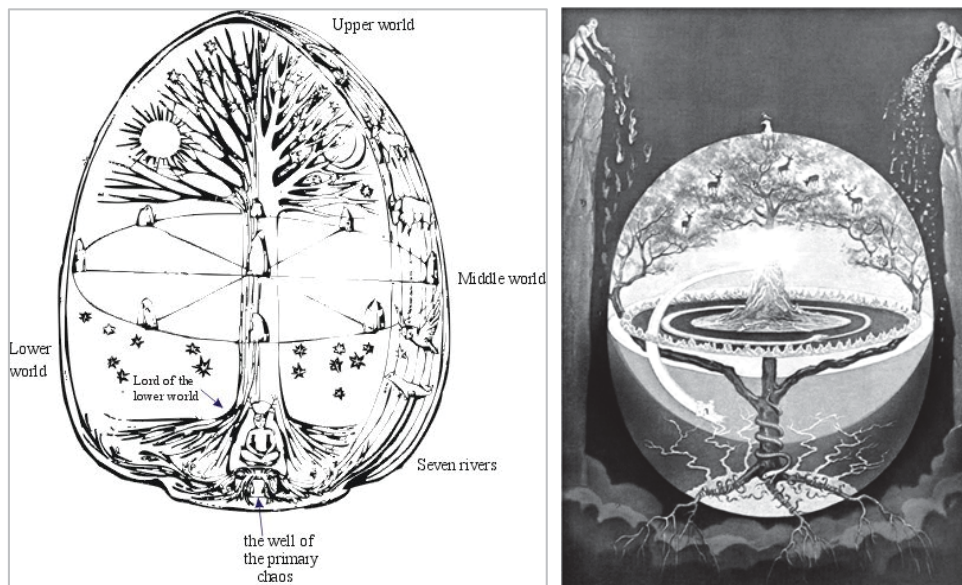 Upper world
Middle world
Lower
world
Lord of the
lower world
Seven rivers
the well of
the primary
chaos